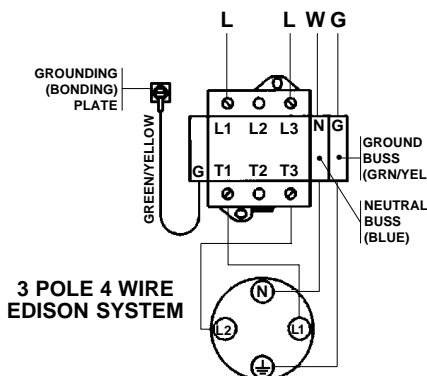 L L W G
GROUNDING
(BONDING)
PLATE
GREEN/YELLOW
L1 L2 L3 N G
G T1 T2 T3
GROUND
BUSS
(GRN/YEL
NEUTRAL
BUSS
(BLUE)
3 POLE 4 WIRE
EDISON SYSTEM
N
L2 L1